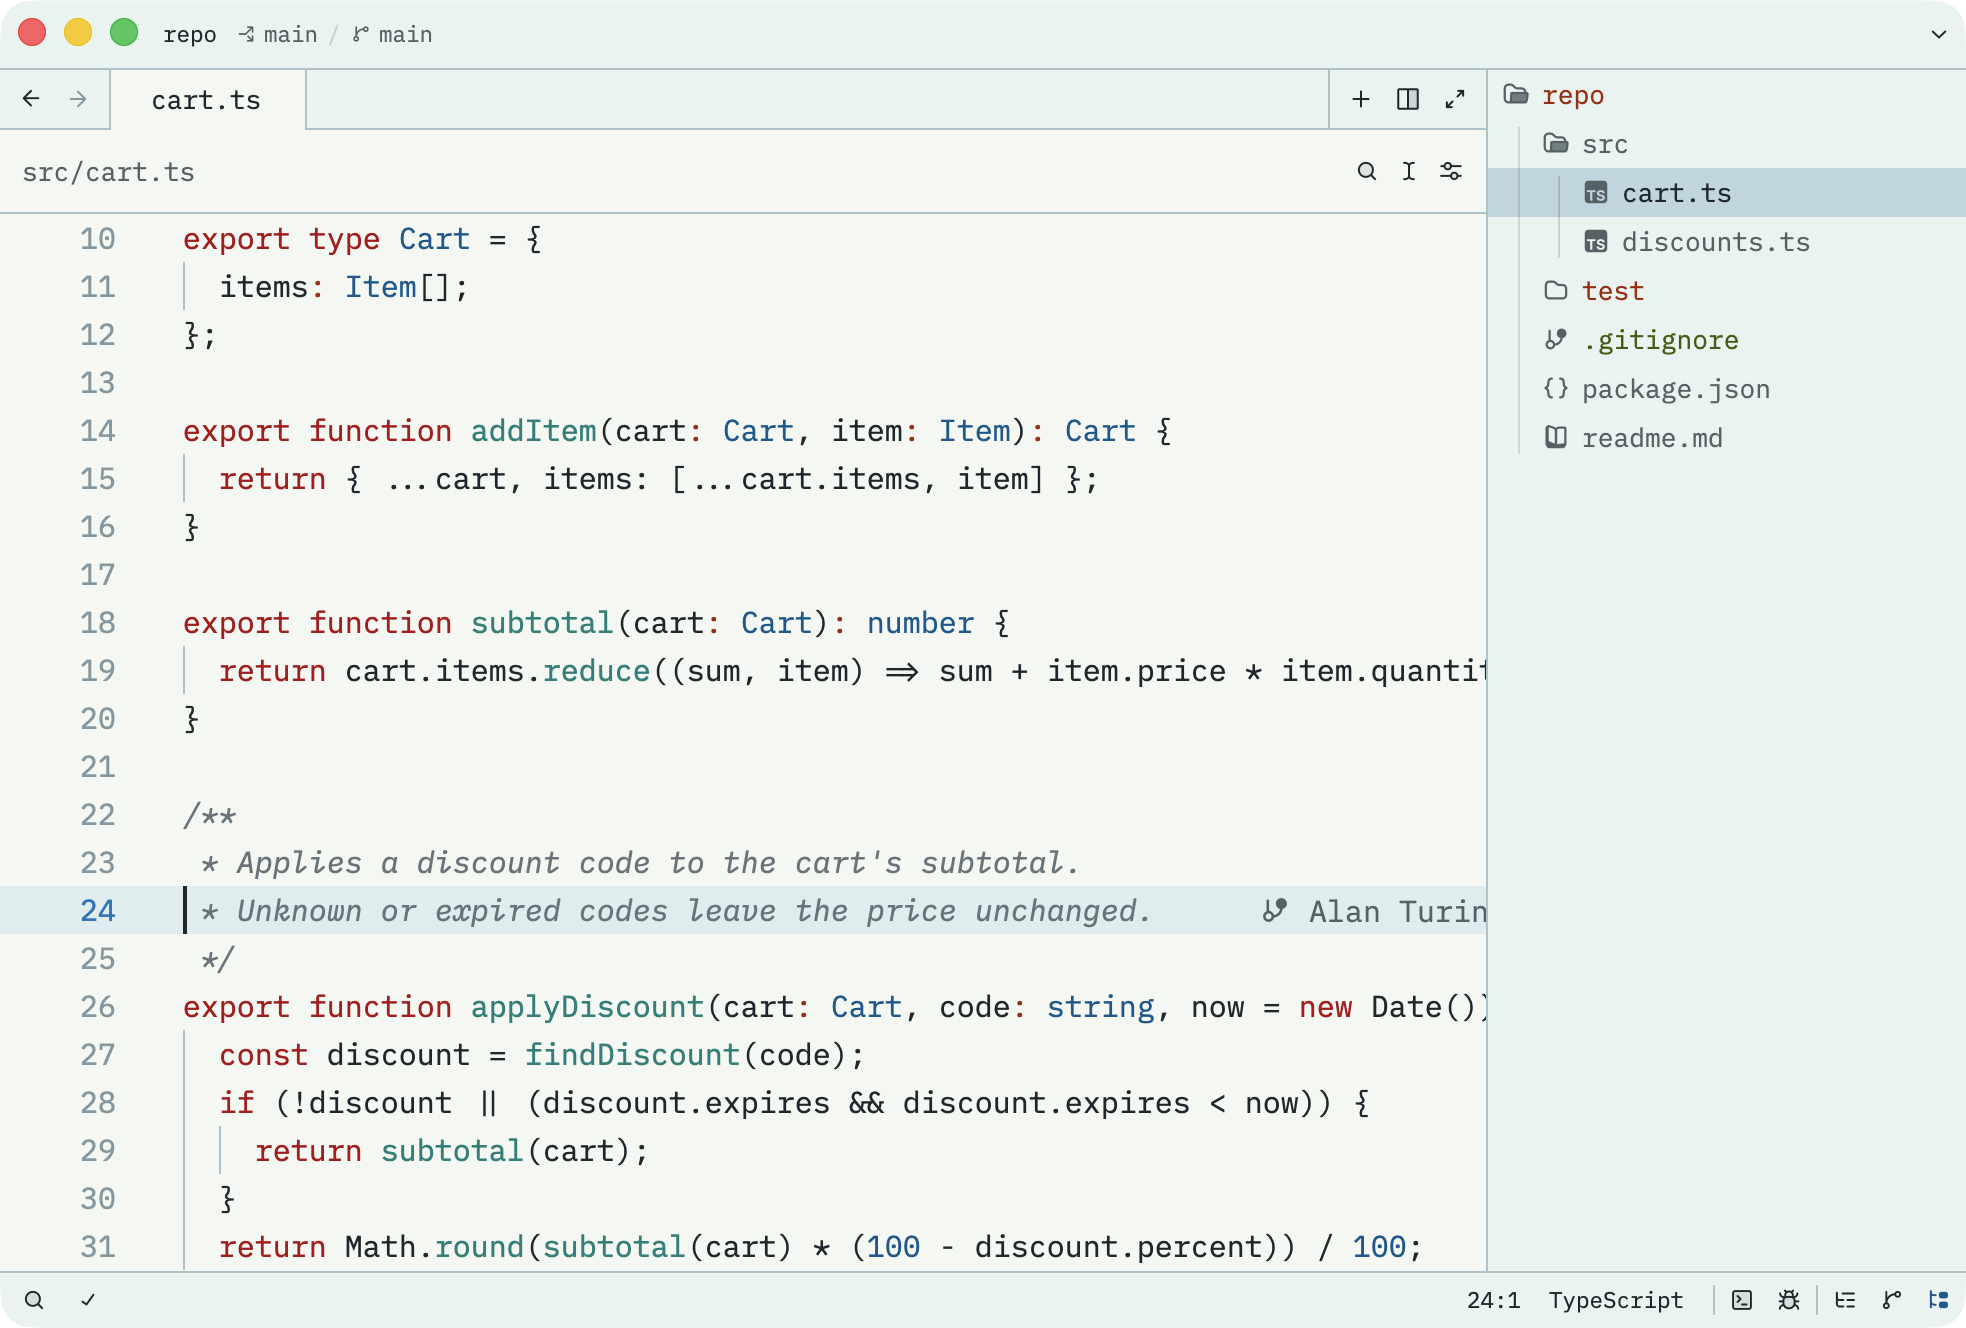 repo main / main
cart.ts
src/cart.ts
10 export type Cart = {
11 items: Item[];
12 };
13
14 export function addItem(cart: Cart, item: Item): Cart {
15 return { ...cart, items: [...cart.items, item] };
16 }
17
18 export function subtotal(cart: Cart): number {
19 return cart.items.reduce((sum, item) => sum + item.price * item.quantit
20 }
21
22 /**
23 * Applies a discount code to the cart's subtotal.
24 * Unknown or expired codes leave the price unchanged. Alan Turin
25 */
26 export function applyDiscount(cart: Cart, code: string, now = new Date())
27 const discount = findDiscount(code);
28 if (!discount || (discount.expires && discount.expires < now)) {
29 return subtotal(cart);
30 }
31 return Math.round(subtotal(cart) * (100 - discount.percent)) / 100;
repo
src
TS cart.ts
TS discounts.ts
test
.gitignore
{} package.json
readme.md
24:1 TypeScript